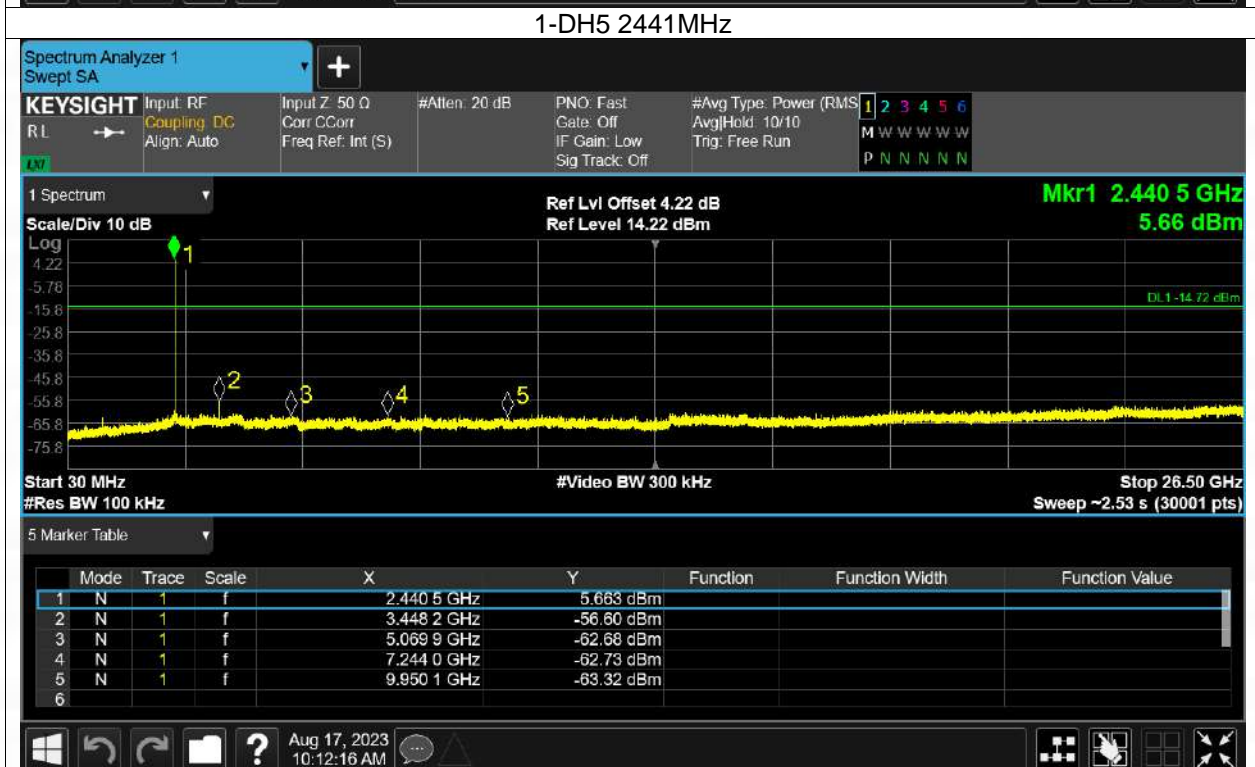 1-DH5 2441MHz
Spectrum Analyzer 1
Swept SA
+
KEYSIGHT
RL
LXI
Input: RF
Coupling: DC
Align: Auto
Input Z: 50 Ω
Corr CCorr
Freq Ref: Int (S)
#Atten: 20 dB
PNO: Fast
Gate: Off
IF Gain: Low
Sig Track: Off
#Avg Type: Power (RMS
Avg|Hold: 10/10
Trig: Free Run
1 2 3 4 5 6
M W W W W W
P N N N N N
1 Spectrum
Scale/Div 10 dB
Ref Lvl Offset 4.22 dB
Ref Level 14.22 dBm
Mkr1 2.440 5 GHz
5.66 dBm
Log
4.22
-5.78
-15.8
-25.8
-35.8
-45.8
-55.8
-65.8
-75.8
1
2
3
4
5
DL1 -14.72 dBm
Start 30 MHz
#Res BW 100 kHz
#Video BW 300 kHz
Stop 26.50 GHz
Sweep ~2.53 s (30001 pts)
5 Marker Table
Mode Trace Scale X Y Function Function Width Function Value
1 N 1 f 2.440 5 GHz 5.663 dBm
2 N 1 f 3.448 2 GHz -56.60 dBm
3 N 1 f 5.069 9 GHz -62.68 dBm
4 N 1 f 7.244 0 GHz -62.73 dBm
5 N 1 f 9.950 1 GHz -63.32 dBm
6
?
Aug 17, 2023
10:12:16 AM